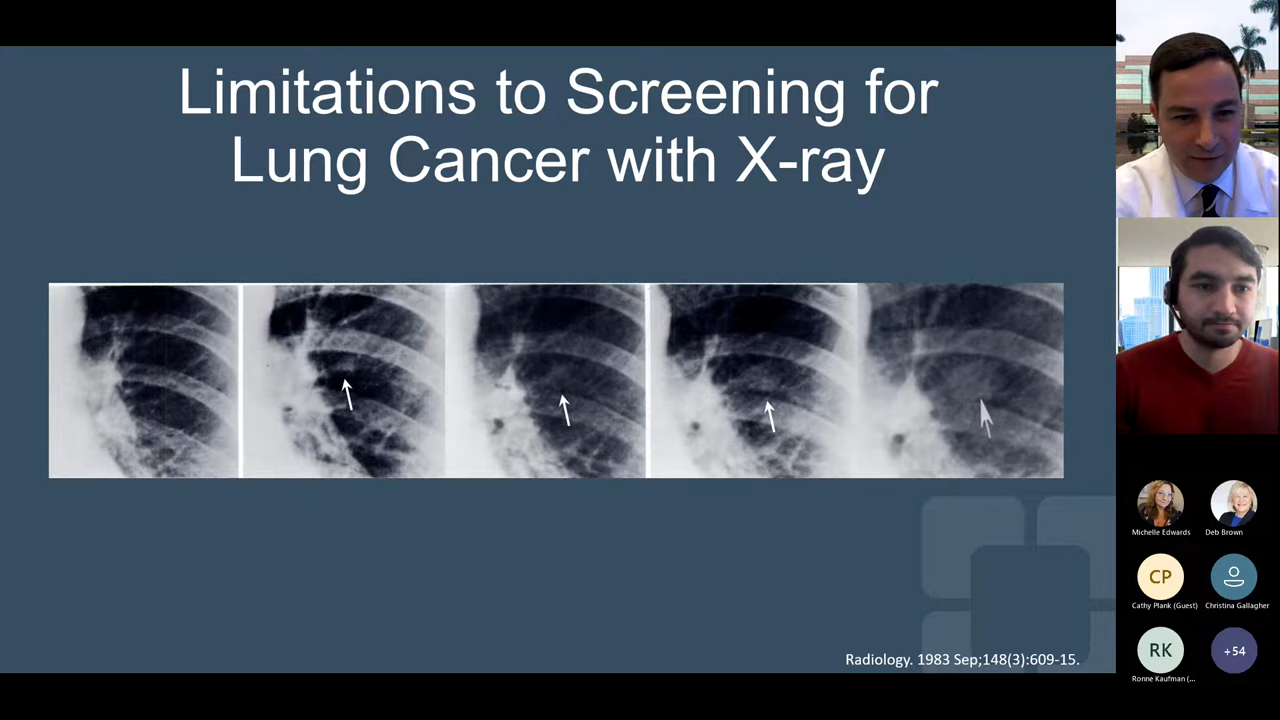 Limitations to Screening for
Lung Cancer with X-ray
Radiology. 1983 Sep;148(3):609-15.
Michelle Edwards
Deb Brown
CP
Cathy Plank (Guest)
Christina Gallagher
RK
Ronne Kaufman (...
+54